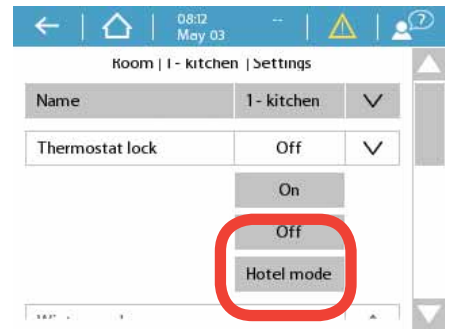 08:12 --
May 03
?
Room | 1 - kitchen | Settings
Name 1 - kitchen
Thermostat lock Off
On
Off
Hotel mode